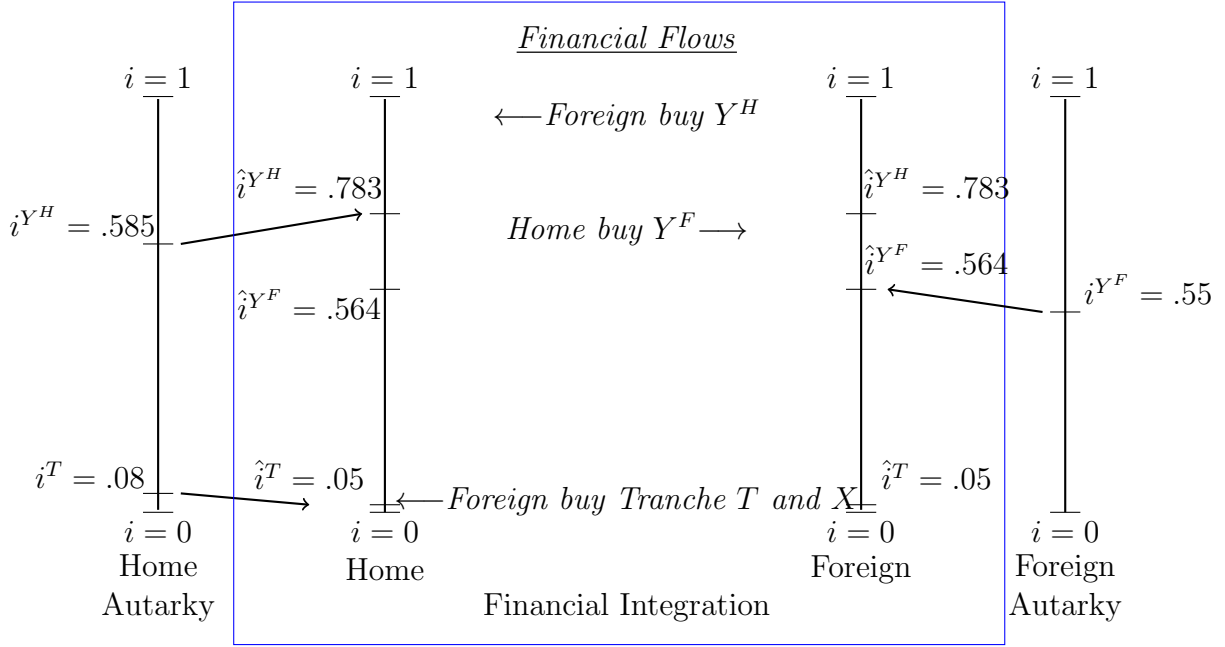 Financial Flows
i = 1
i = 1
i = 1
i = 1
←—Foreign buy Y^H
î^{Y^H} = .783
î^{Y^H} = .783
i^{Y^H} = .585
Home buy Y^F—→
î^{Y^F} = .564
î^{Y^F} = .564
i^{Y^F} = .55
i^T = .08
î^T = .05
î^T = .05
←—Foreign buy Tranche T and X
i = 0
i = 0
i = 0
i = 0
Home
Autarky
Home
Foreign
Foreign
Autarky
Financial Integration